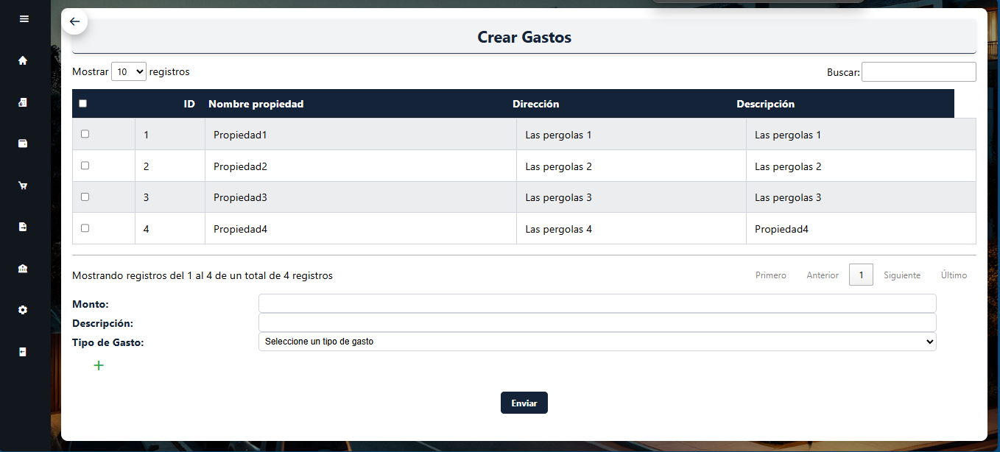 Crear Gastos
Mostrar 10 registros Buscar:
ID Nombre propiedad Dirección Descripción
1 Propiedad1 Las pergolas 1 Las pergolas 1
2 Propiedad2 Las pergolas 2 Las pergolas 2
3 Propiedad3 Las pergolas 3 Las pergolas 3
4 Propiedad4 Las pergolas 4 Propiedad4
Mostrando registros del 1 al 4 de un total de 4 registros Primero Anterior 1 Siguiente Último
Monto:
Descripción:
Tipo de Gasto: Seleccione un tipo de gasto
Enviar